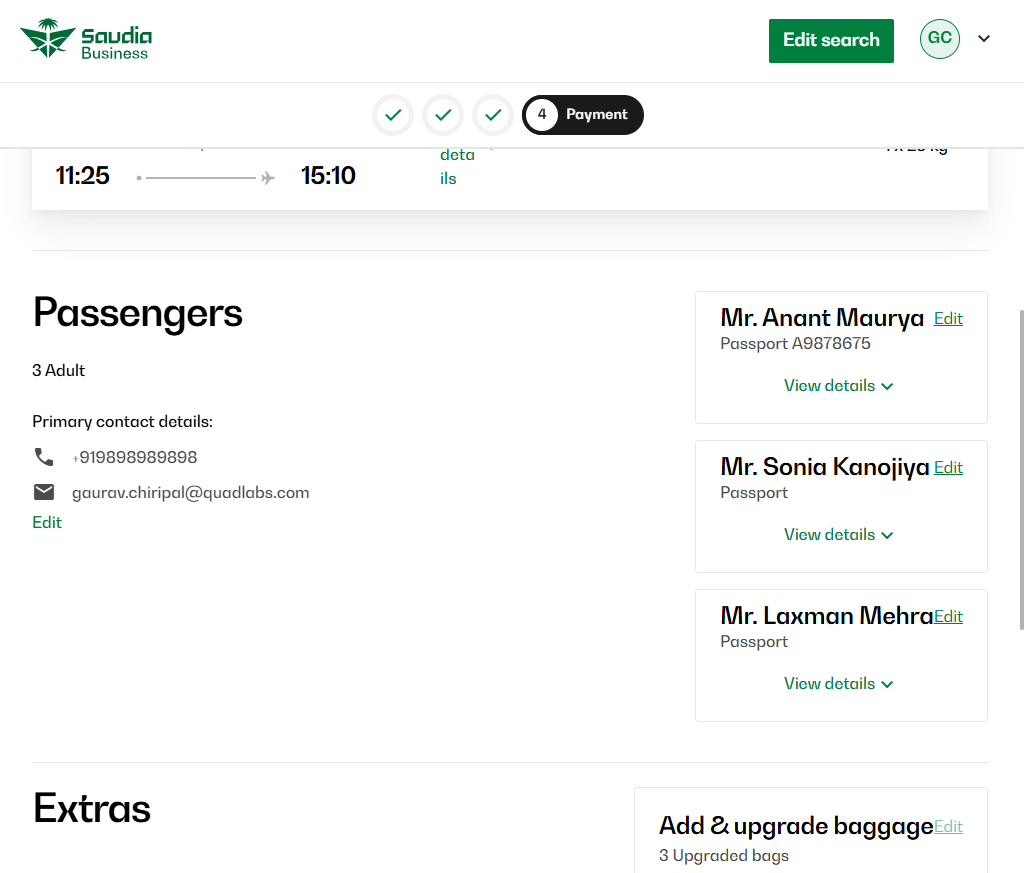 Saudia
Business
Edit search
GC
4 Payment
deta
ils
11:25
15:10
Passengers
3 Adult
Primary contact details:
+919898989898
gaurav.chiripal@quadlabs.com
Edit
Mr. Anant Maurya Edit
Passport A9878675
View details
Mr. Sonia Kanojiya Edit
Passport
View details
Mr. Laxman Mehra Edit
Passport
View details
Extras
Add & upgrade baggage Edit
3 Upgraded bags